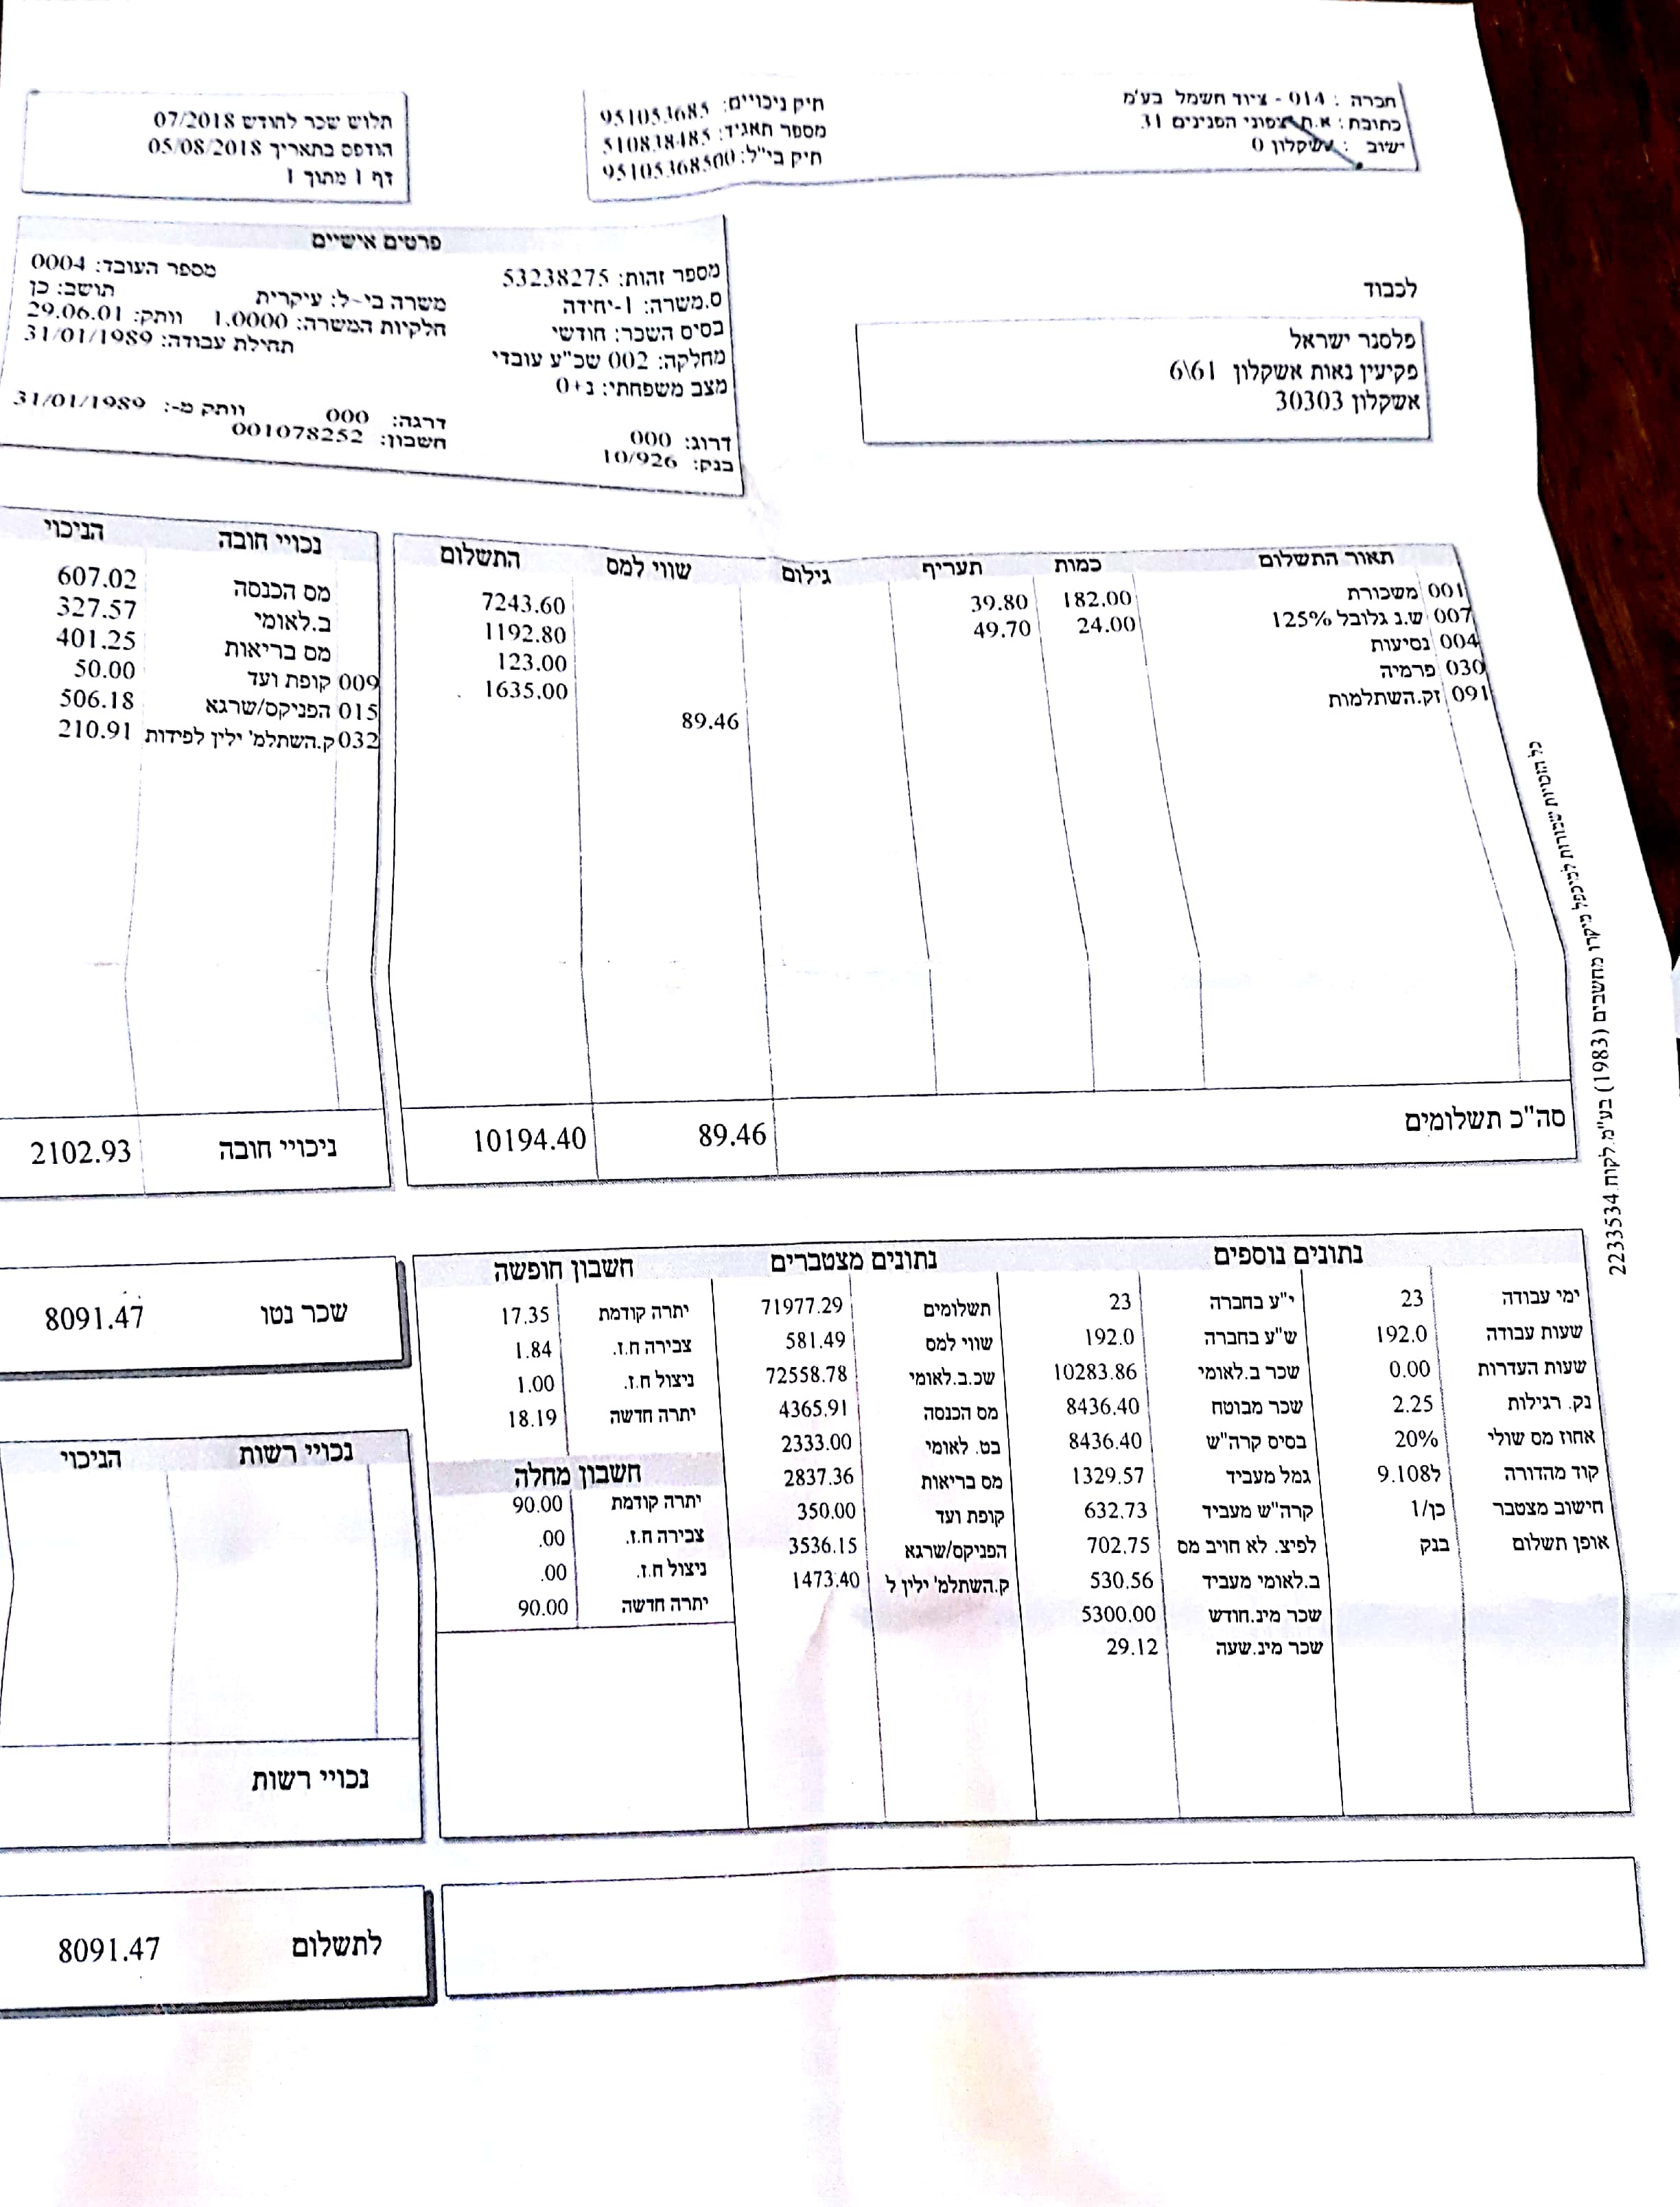 חברה : 014 - ציוד חשמל בע'מ
כתובת : א.ת צפוני הפנינים 31
ישוב : אשקלון 0
תיק ניכויים: 951053685
מספר תאגיד: 510838485
תיק בי"ל: 95105368500
תלוש שכר לחודש 07/2018
הודפס בתאריך 05/08/2018
דף 1 מתוך 1
לכבוד
פלסנר ישראל
פקיעין נאות אשקלון 6\61
אשקלון 30303
פרטים אישיים
מספר זהות: 53238275 מספר העובד: 0004
ס.משרה: 1-יחידה משרה בי-ל: עיקרית תושב: כן
בסיס השכר: חודשי חלקיות המשרה: 1.0000 וותק: 29.06.01
מחלקה: 002 שכ"ע עובדי תחילת עבודה: 31/01/1989
מצב משפחתי: נ+0
דרוג: 000 דרגה: 000 וותק מ-: 31/01/1989
בנק: 10/926 חשבון: 001078252
תאור התשלום כמות תעריף גילום שווי למס התשלום
001 משכורת 182.00 39.80 7243.60
007 ש.נ גלובל 125% 24.00 49.70 1192.80
004 נסיעות 123.00
030 פרמיה 1635.00
091 זק.השתלמות 89.46
סה"כ תשלומים 89.46 10194.40
נכויי חובה הניכוי
מס הכנסה 607.02
ב.לאומי 327.57
מס בריאות 401.25
009 קופת ועד 50.00
015 הפניקס/שרגא 506.18
032 ק.השתלמ' ילין לפידות 210.91
ניכויי חובה 2102.93
כל הזכויות שמורות למיכפל מיקרו מחשבים (1983) בע"מ לקוח 2233534
נתונים נוספים
ימי עבודה 23 י"ע בחברה 23
שעות עבודה 192.0 ש"ע בחברה 192.0
שעות העדרות 0.00 שכר ב.לאומי 10283.86
נק. רגילות 2.25 שכר מבוטח 8436.40
אחוז מס שולי 20% בסיס קרה"ש 8436.40
קוד מהדורה 9.108ל גמל מעביד 1329.57
חישוב מצטבר כן/1 קרה"ש מעביד 632.73
אופן תשלום בנק לפיצ. לא חויב מס 702.75
ב.לאומי מעביד 530.56
שכר מינ.חודש 5300.00
שכר מינ.שעה 29.12
נתונים מצטברים
תשלומים 71977.29
שווי למס 581.49
שכ.ב.לאומי 72558.78
מס הכנסה 4365.91
בט. לאומי 2333.00
מס בריאות 2837.36
קופת ועד 350.00
הפניקס/שרגא 3536.15
ק.השתלמ' ילין ל 1473.40
חשבון חופשה
יתרה קודמת 17.35
צבירה ח.ז. 1.84
ניצול ח.ז. 1.00
יתרה חדשה 18.19
חשבון מחלה
יתרה קודמת 90.00
צבירה ח.ז. .00
ניצול ח.ז. .00
יתרה חדשה 90.00
שכר נטו 8091.47
נכויי רשות הניכוי
נכויי רשות
לתשלום 8091.47